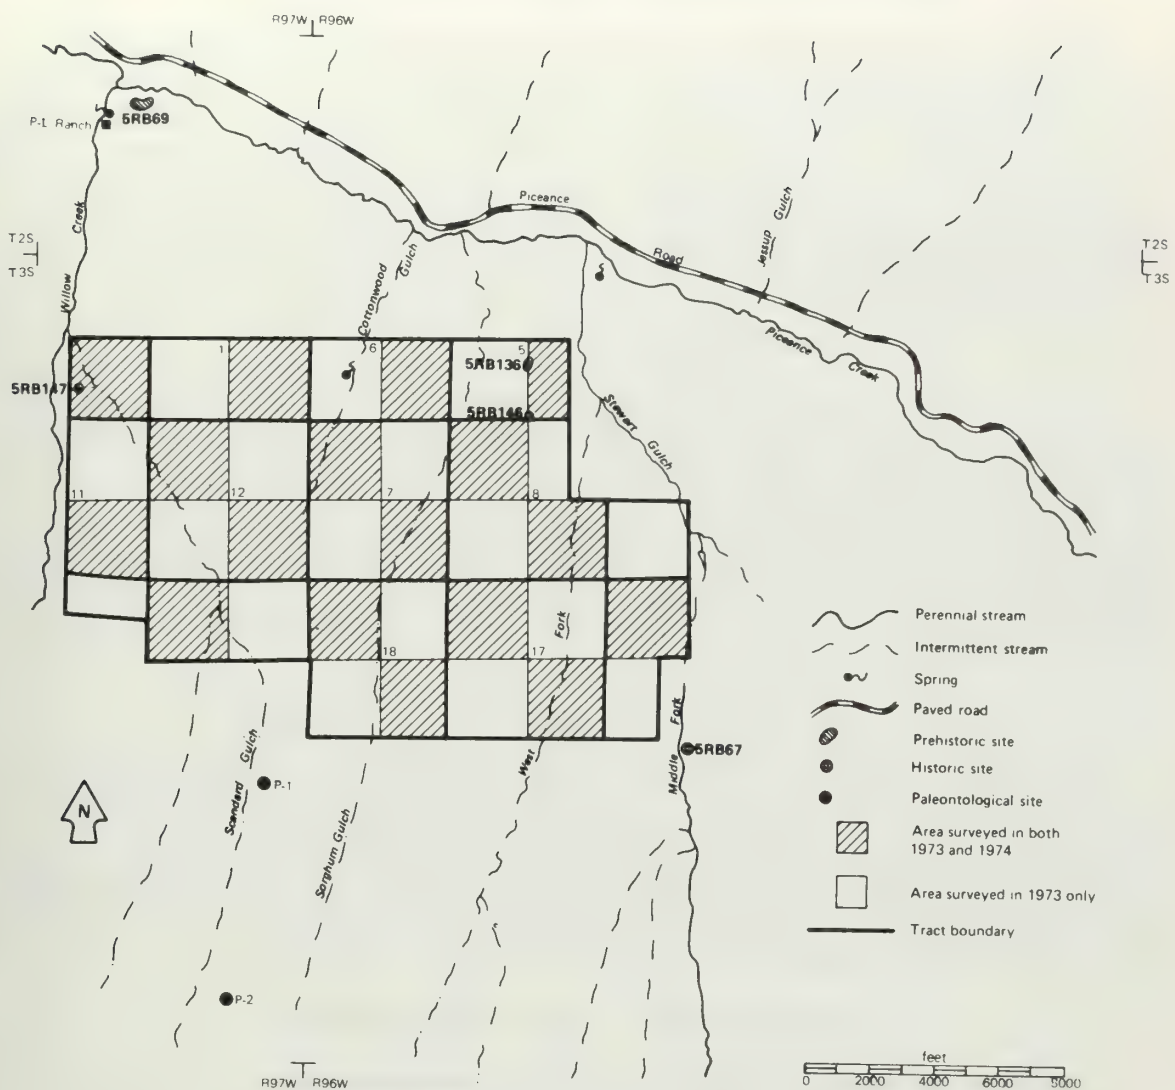 R97W R96W
P-L Ranch
5RB69
Willow Creek
Piceance Road
Jessup Gulch
T2S
T3S
T2S
T3S
Cottonwood Gulch
Piceance Creek
1
6
5
5RB136
5RB147
5RB146
Stewart Gulch
11
12
7
8
18
17
West Fork
Middle Fork
5RB67
N
Scandard Gulch
P-1
Sorghum Gulch
P-2
Perennial stream
Intermittent stream
Spring
Paved road
Prehistoric site
Historic site
Paleontological site
Area surveyed in both
1973 and 1974
Area surveyed in 1973 only
Tract boundary
feet
0 2000 4000 6000
R97W R96W